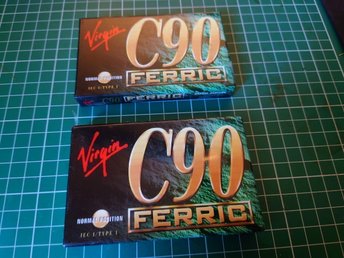 Virgin
C90
FERRIC
NORMAL POSITION
IEC I/TYPE I
C90
FERRIC
Virgin
C90
FERRIC
NORMAL POSITION
IEC I/TYPE I